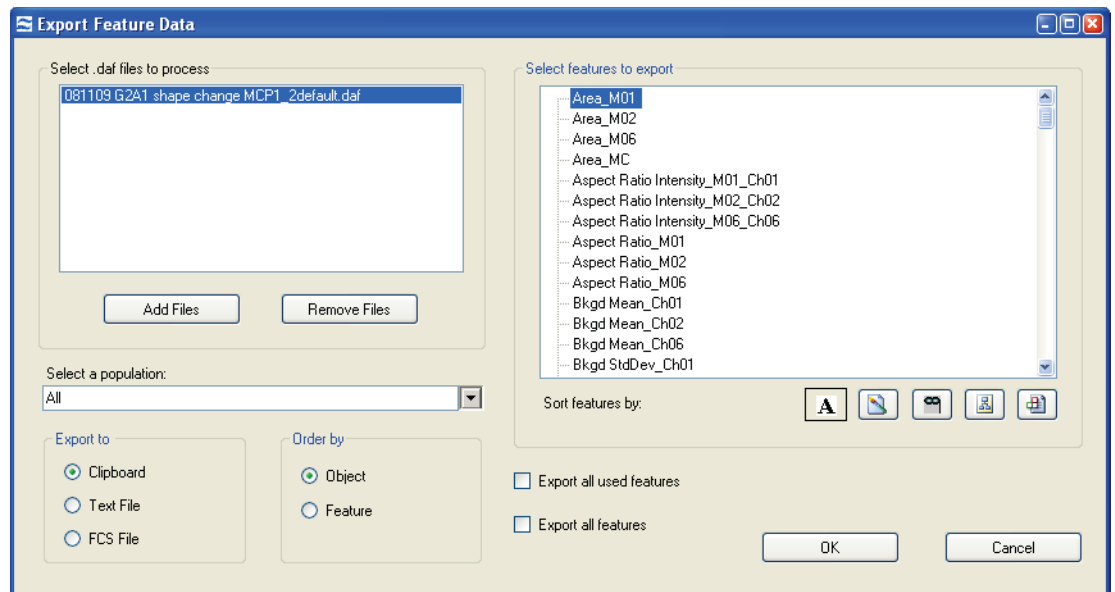 Export Feature Data
Select .daf files to process
081109 G2A1 shape change MCP1_2default.daf
Add Files
Remove Files
Select a population:
All
Export to
Clipboard
Text File
FCS File
Order by
Object
Feature
Select features to export
Area_M01
Area_M02
Area_M06
Area_MC
Aspect Ratio Intensity_M01_Ch01
Aspect Ratio Intensity_M02_Ch02
Aspect Ratio Intensity_M06_Ch06
Aspect Ratio_M01
Aspect Ratio_M02
Aspect Ratio_M06
Bkgd Mean_Ch01
Bkgd Mean_Ch02
Bkgd Mean_Ch06
Bkgd StdDev_Ch01
Sort features by:
A
Export all used features
Export all features
OK
Cancel